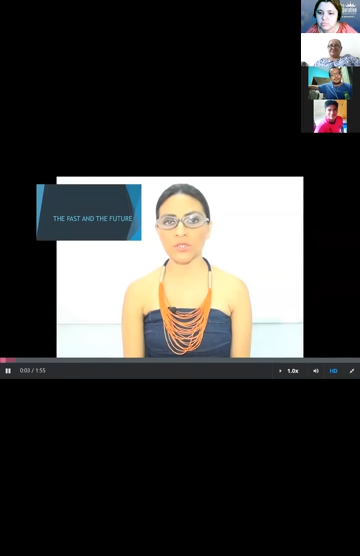 THE PAST AND THE FUTURE
0:03 / 1:55
1.0x
HD